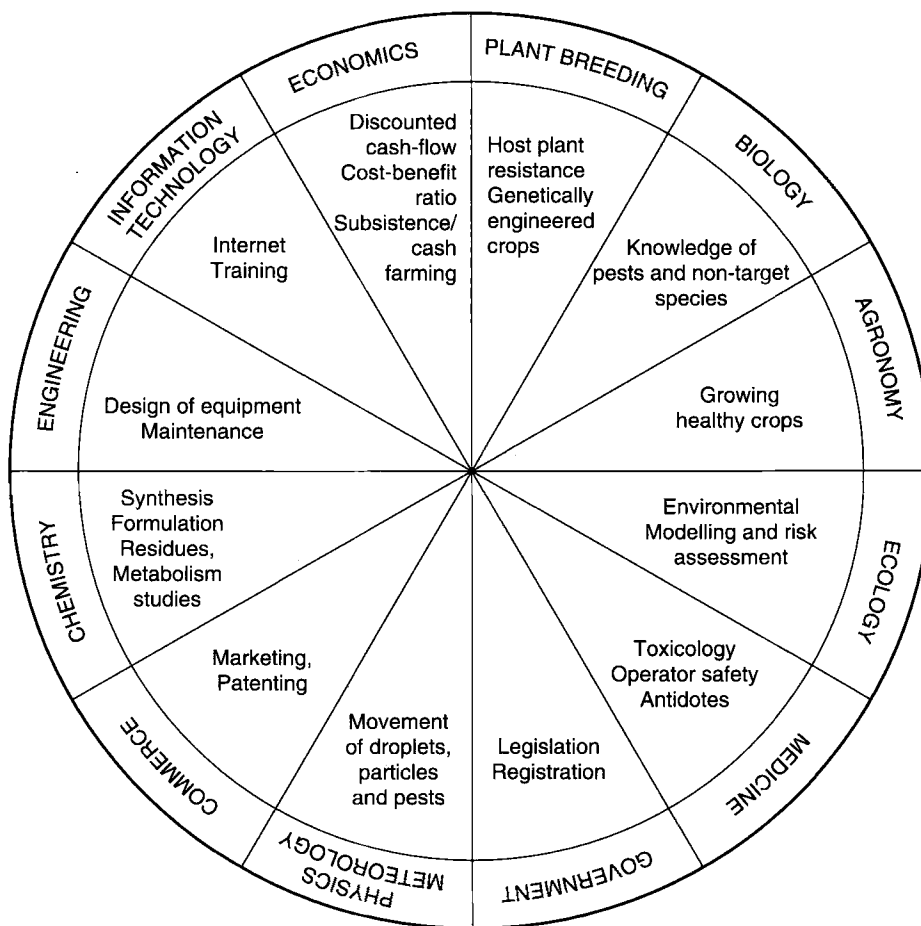 ECONOMICS
Discounted
cash-flow
Cost-benefit
ratio
Subsistence/
cash
farming
PLANT BREEDING
Host plant
resistance
Genetically
engineered
crops
BIOLOGY
Knowledge of
pests and non-target
species
AGRONOMY
Growing
healthy crops
ECOLOGY
Environmental
Modelling and risk
assessment
MEDICINE
Toxicology
Operator safety
Antidotes
GOVERNMENT
Legislation
Registration
PHYSICS
METEOROLOGY
Movement
of droplets,
particles
and pests
COMMERCE
Marketing,
Patenting
CHEMISTRY
Synthesis
Formulation
Residues,
Metabolism
studies
ENGINEERING
Design of equipment
Maintenance
INFORMATION
TECHNOLOGY
Internet
Training